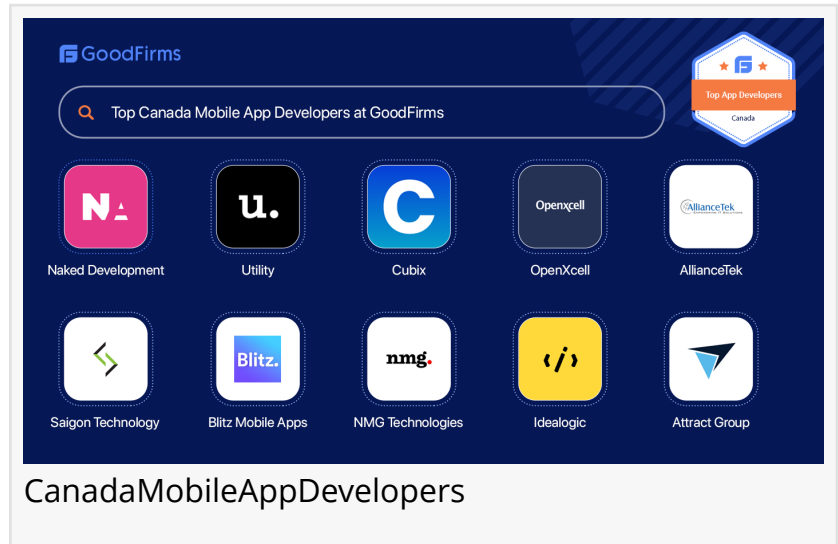 GoodFirms
Top App Developers
Canada
Top Canada Mobile App Developers at GoodFirms
NA
u.
C
Openxcell
AllianceTek
Naked Development
Utility
Cubix
OpenXcell
AllianceTek
Blitz.
nmg.
Saigon Technology
Blitz Mobile Apps
NMG Technologies
Idealogic
Attract Group
CanadaMobileAppDevelopers